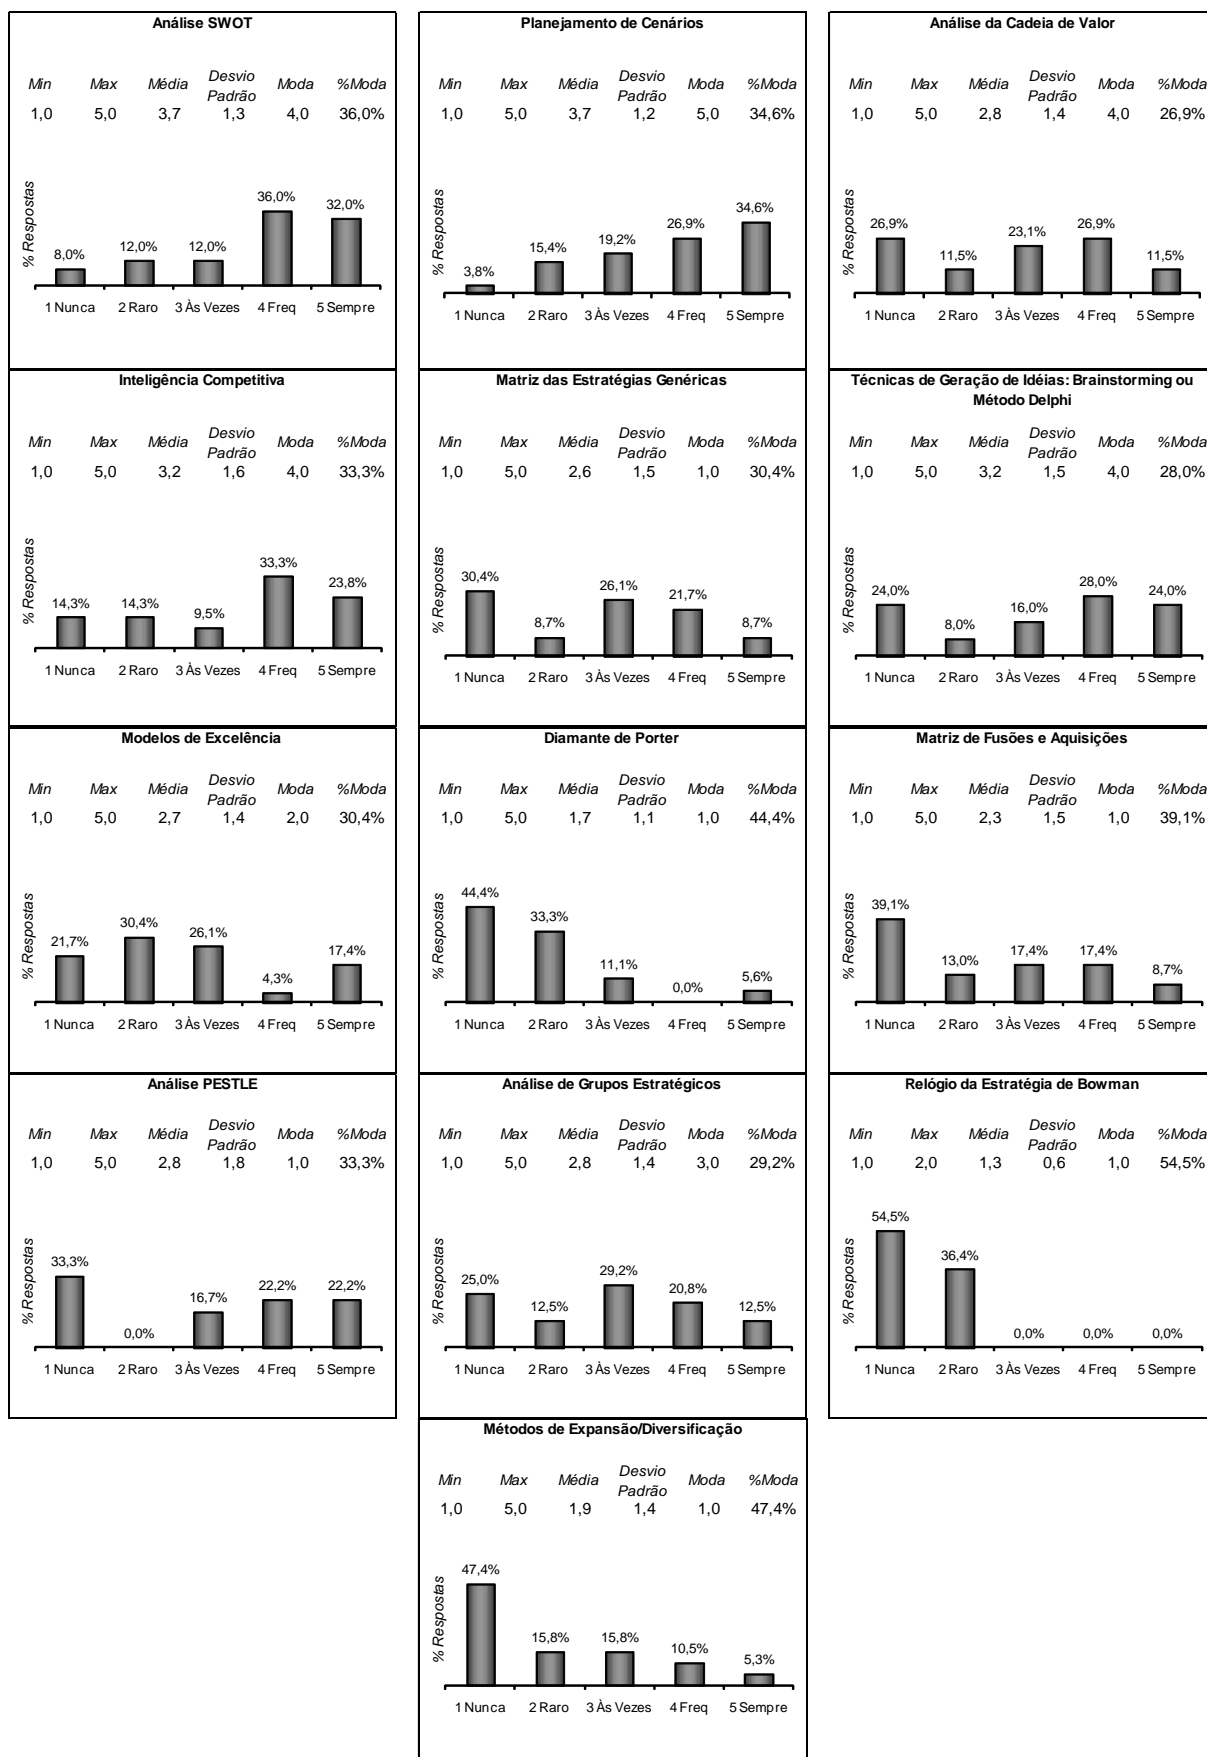 Análise SWOT
Min Max Média Desvio Padrão Moda %Moda
1,0 5,0 3,7 1,3 4,0 36,0%
% Respostas
8,0% 12,0% 12,0% 36,0% 32,0%
1 Nunca 2 Raro 3 Às Vezes 4 Freq 5 Sempre
Planejamento de Cenários
Min Max Média Desvio Padrão Moda %Moda
1,0 5,0 3,7 1,2 5,0 34,6%
% Respostas
3,8% 15,4% 19,2% 26,9% 34,6%
1 Nunca 2 Raro 3 Às Vezes 4 Freq 5 Sempre
Análise da Cadeia de Valor
Min Max Média Desvio Padrão Moda %Moda
1,0 5,0 2,8 1,4 4,0 26,9%
% Respostas
26,9% 11,5% 23,1% 26,9% 11,5%
1 Nunca 2 Raro 3 Às Vezes 4 Freq 5 Sempre
Inteligência Competitiva
Min Max Média Desvio Padrão Moda %Moda
1,0 5,0 3,2 1,6 4,0 33,3%
% Respostas
14,3% 14,3% 9,5% 33,3% 23,8%
1 Nunca 2 Raro 3 Às Vezes 4 Freq 5 Sempre
Matriz das Estratégias Genéricas
Min Max Média Desvio Padrão Moda %Moda
1,0 5,0 2,6 1,5 1,0 30,4%
% Respostas
30,4% 8,7% 26,1% 21,7% 8,7%
1 Nunca 2 Raro 3 Às Vezes 4 Freq 5 Sempre
Técnicas de Geração de Idéias: Brainstorming ou
Método Delphi
Min Max Média Desvio Padrão Moda %Moda
1,0 5,0 3,2 1,5 4,0 28,0%
% Respostas
24,0% 8,0% 16,0% 28,0% 24,0%
1 Nunca 2 Raro 3 Às Vezes 4 Freq 5 Sempre
Modelos de Excelência
Min Max Média Desvio Padrão Moda %Moda
1,0 5,0 2,7 1,4 2,0 30,4%
% Respostas
21,7% 30,4% 26,1% 4,3% 17,4%
1 Nunca 2 Raro 3 Às Vezes 4 Freq 5 Sempre
Diamante de Porter
Min Max Média Desvio Padrão Moda %Moda
1,0 5,0 1,7 1,1 1,0 44,4%
% Respostas
44,4% 33,3% 11,1% 0,0% 5,6%
1 Nunca 2 Raro 3 Às Vezes 4 Freq 5 Sempre
Matriz de Fusões e Aquisições
Min Max Média Desvio Padrão Moda %Moda
1,0 5,0 2,3 1,5 1,0 39,1%
% Respostas
39,1% 13,0% 17,4% 17,4% 8,7%
1 Nunca 2 Raro 3 Às Vezes 4 Freq 5 Sempre
Análise PESTLE
Min Max Média Desvio Padrão Moda %Moda
1,0 5,0 2,8 1,8 1,0 33,3%
% Respostas
33,3% 0,0% 16,7% 22,2% 22,2%
1 Nunca 2 Raro 3 Às Vezes 4 Freq 5 Sempre
Análise de Grupos Estratégicos
Min Max Média Desvio Padrão Moda %Moda
1,0 5,0 2,8 1,4 3,0 29,2%
% Respostas
25,0% 12,5% 29,2% 20,8% 12,5%
1 Nunca 2 Raro 3 Às Vezes 4 Freq 5 Sempre
Relógio da Estratégia de Bowman
Min Max Média Desvio Padrão Moda %Moda
1,0 2,0 1,3 0,6 1,0 54,5%
% Respostas
54,5% 36,4% 0,0% 0,0% 0,0%
1 Nunca 2 Raro 3 Às Vezes 4 Freq 5 Sempre
Métodos de Expansão/Diversificação
Min Max Média Desvio Padrão Moda %Moda
1,0 5,0 1,9 1,4 1,0 47,4%
% Respostas
47,4% 15,8% 15,8% 10,5% 5,3%
1 Nunca 2 Raro 3 Às Vezes 4 Freq 5 Sempre